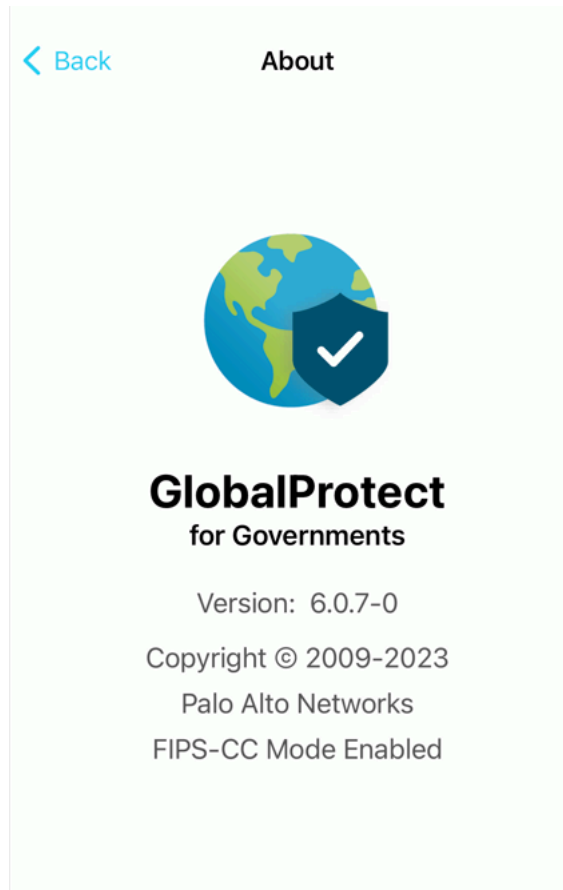 Back
About
GlobalProtect
for Governments
Version: 6.0.7-0
Copyright © 2009-2023
Palo Alto Networks
FIPS-CC Mode Enabled